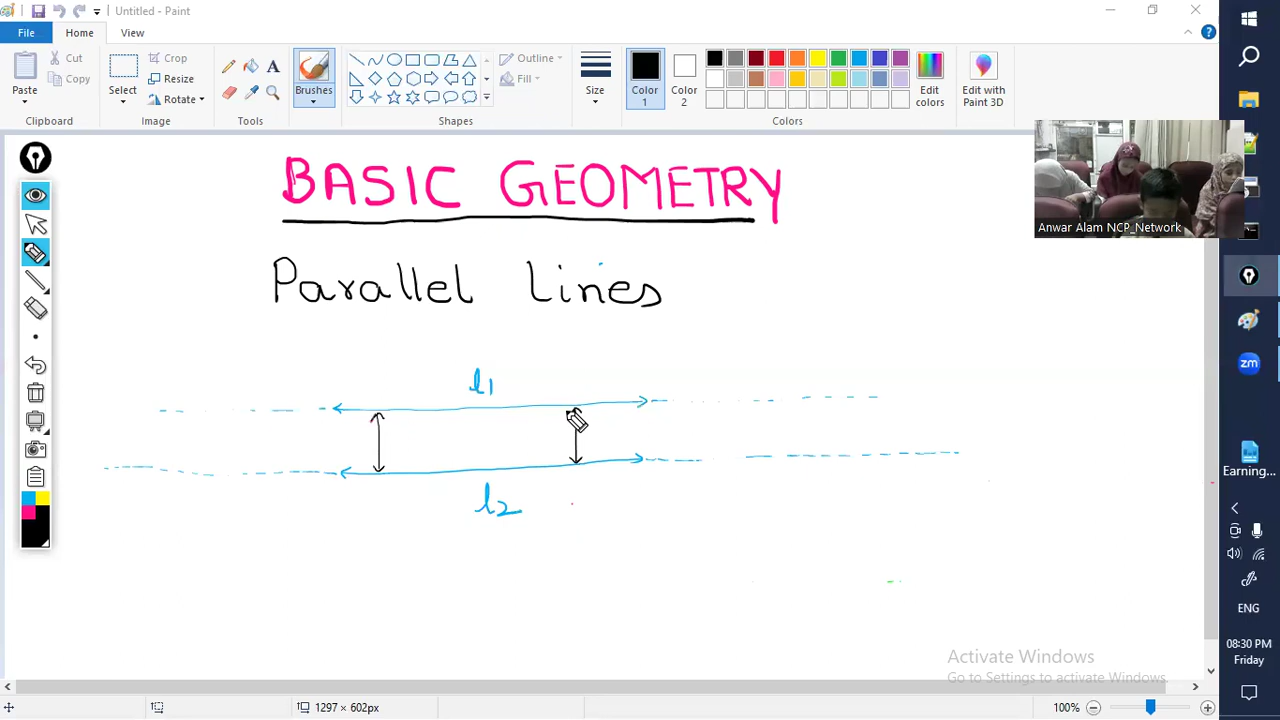 Untitled - Paint
File
Home
View
Paste
Cut
Copy
Clipboard
Select
Crop
Resize
Rotate
Image
A
Tools
Brushes
Outline
Fill
Shapes
Size
Color 1
Color 2
Edit colors
Edit with Paint 3D
Colors
BASIC GEOMETRY
Anwar Alam NCP_Network
Parallel Lines
l1
l2
zm
Earning...
ENG
08:30 PM
Friday
Activate Windows
Go to Settings to activate Windows.
1297 × 602px
100%